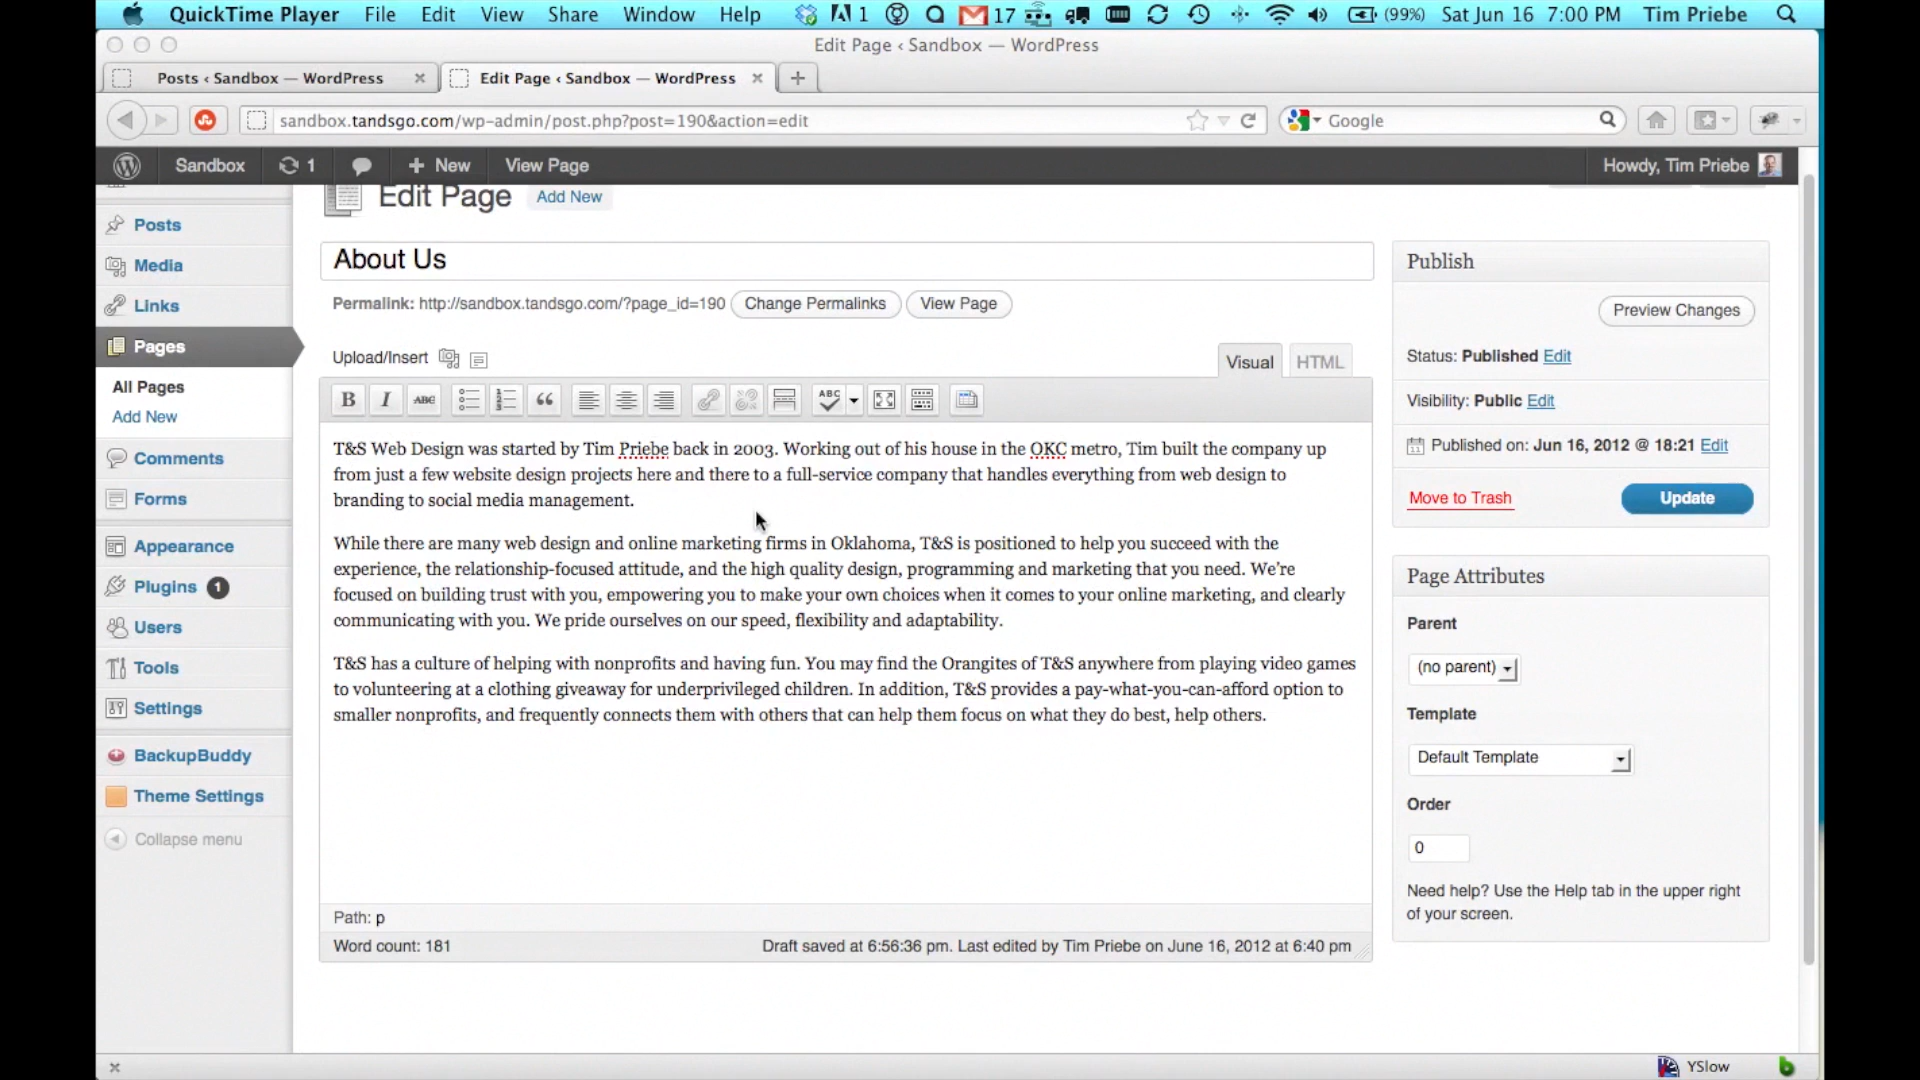 QuickTime Player File Edit View Share Window Help 1 17 (99%) Sat Jun 16 7:00 PM Tim Priebe
Edit Page ‹ Sandbox — WordPress
Posts ‹ Sandbox — WordPress Edit Page ‹ Sandbox — WordPress
sandbox.tandsgo.com/wp-admin/post.php?post=190&action=edit Google
Sandbox 1 + New View Page Howdy, Tim Priebe
Edit Page Add New
Posts
Media
Links
Pages
All Pages
Add New
Comments
Forms
Appearance
Plugins 1
Users
Tools
Settings
BackupBuddy
Theme Settings
Collapse menu
About Us
Permalink: http://sandbox.tandsgo.com/?page_id=190 Change Permalinks View Page
Upload/Insert Visual HTML
B I ABC “ ABC
T&S Web Design was started by Tim Priebe back in 2003. Working out of his house in the OKC metro, Tim built the company up
from just a few website design projects here and there to a full-service company that handles everything from web design to
branding to social media management.
While there are many web design and online marketing firms in Oklahoma, T&S is positioned to help you succeed with the
experience, the relationship-focused attitude, and the high quality design, programming and marketing that you need. We're
focused on building trust with you, empowering you to make your own choices when it comes to your online marketing, and clearly
communicating with you. We pride ourselves on our speed, flexibility and adaptability.
T&S has a culture of helping with nonprofits and having fun. You may find the Orangites of T&S anywhere from playing video games
to volunteering at a clothing giveaway for underprivileged children. In addition, T&S provides a pay-what-you-can-afford option to
smaller nonprofits, and frequently connects them with others that can help them focus on what they do best, help others.
Path: p
Word count: 181 Draft saved at 6:56:36 pm. Last edited by Tim Priebe on June 16, 2012 at 6:40 pm
Publish
Preview Changes
Status: Published Edit
Visibility: Public Edit
Published on: Jun 16, 2012 @ 18:21 Edit
Move to Trash Update
Page Attributes
Parent
(no parent)
Template
Default Template
Order
0
Need help? Use the Help tab in the upper right
of your screen.
YSlow